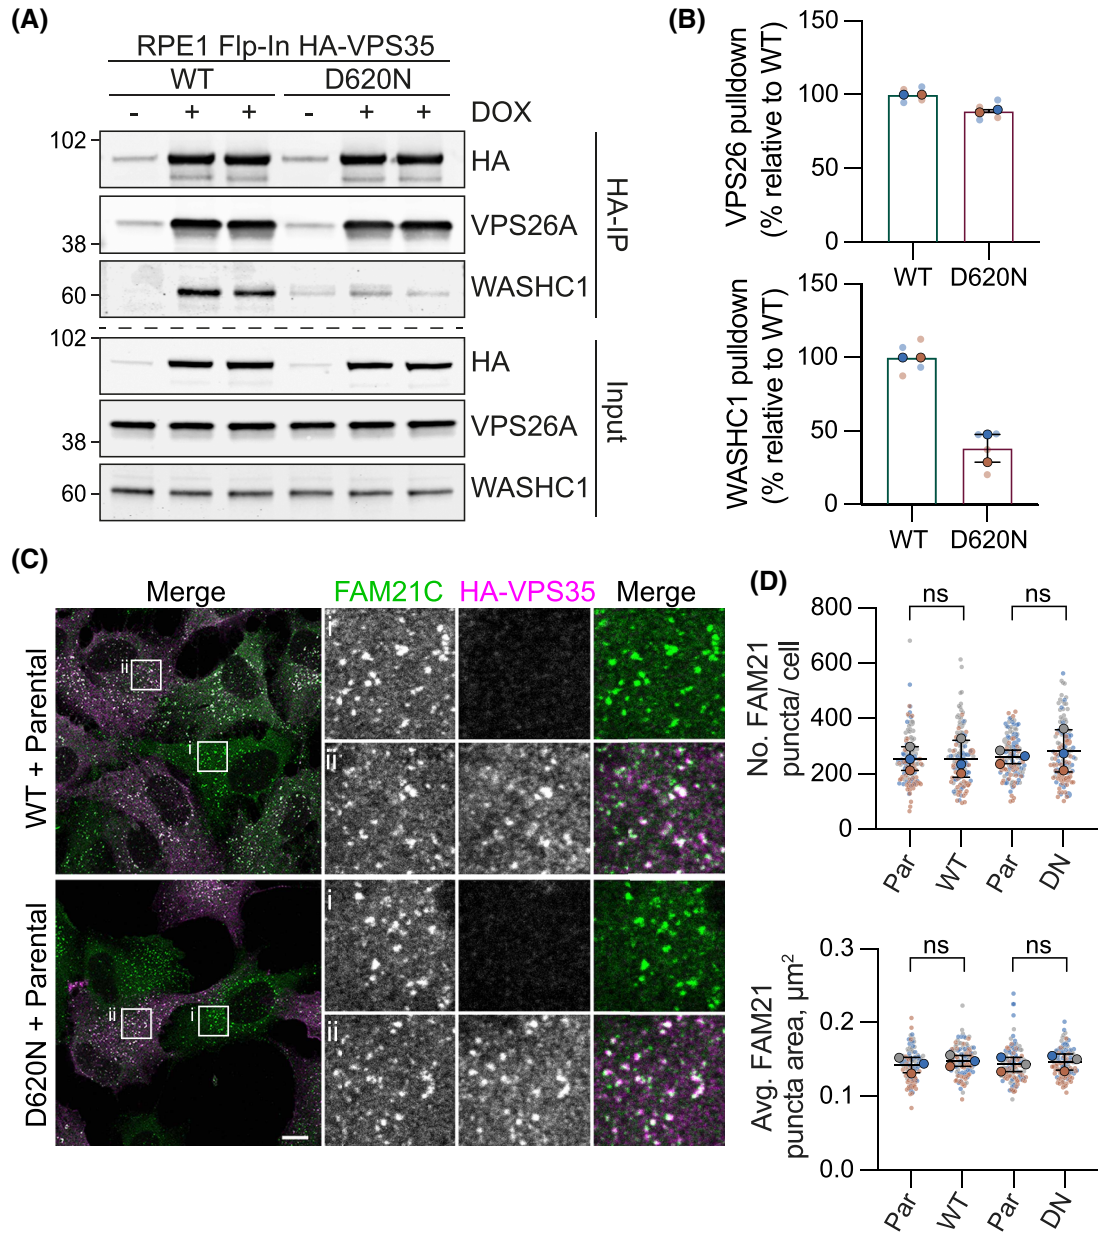 (A)
RPE1 Flp-In HA-VPS35
WT D620N
- + + - + + DOX
102
HA
VPS26A
38
WASHC1
60
HA-IP
102
HA
VPS26A
38
WASHC1
60
Input
(B)
VPS26 pulldown
(% relative to WT)
150
100
50
0
WT D620N
WASHC1 pulldown
(% relative to WT)
150
100
50
0
WT D620N
(C)
Merge FAM21C HA-VPS35 Merge
WT + Parental
ii
i
i
ii
D620N + Parental
ii
i
i
ii
(D)
No. FAM21
puncta/ cell
800
600
400
200
0
ns ns
Par WT Par DN
Avg. FAM21
puncta area, µm²
0.3
0.2
0.1
0.0
ns ns
Par WT Par DN